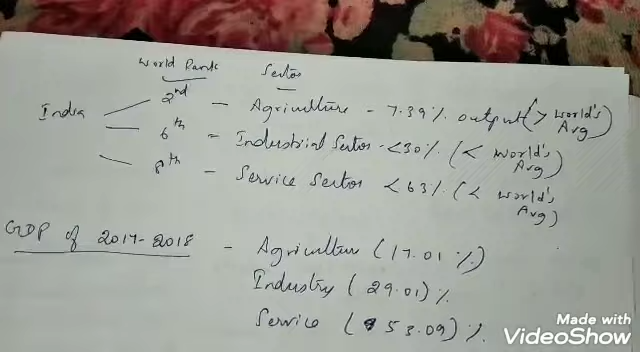 World Rank Sector
India 2nd - Agriculture - 7.39% output (> World's Avg)
6th - Industrial Sector - <30% (< World's Avg)
8th - Service Sector <63% (< World's Avg)
GDP of 2017-2018 - Agriculture (17.01%)
Industry (29.01)%
Service (53.09)%
Made with
VideoShow